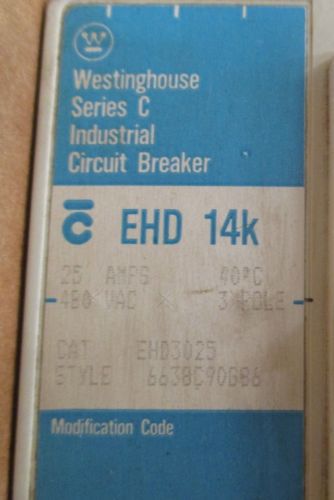 W
Westinghouse
Series C
Industrial
Circuit Breaker
C EHD 14k
25 AMPS 40°C
480 VAC 3 POLE
CAT EHD3025
STYLE 6638C90G86
Modification Code